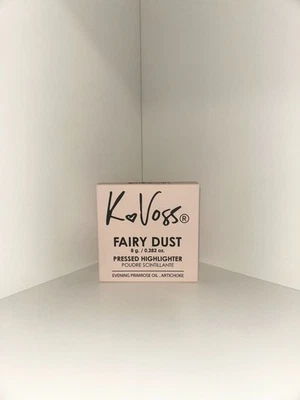 K♥Voss®
FAIRY DUST
8 g. / 0.282 oz.
PRESSED HIGHLIGHTER
POUDRE SCINTILLANTE
EVENING PRIMROSE OIL . ARTICHOKE